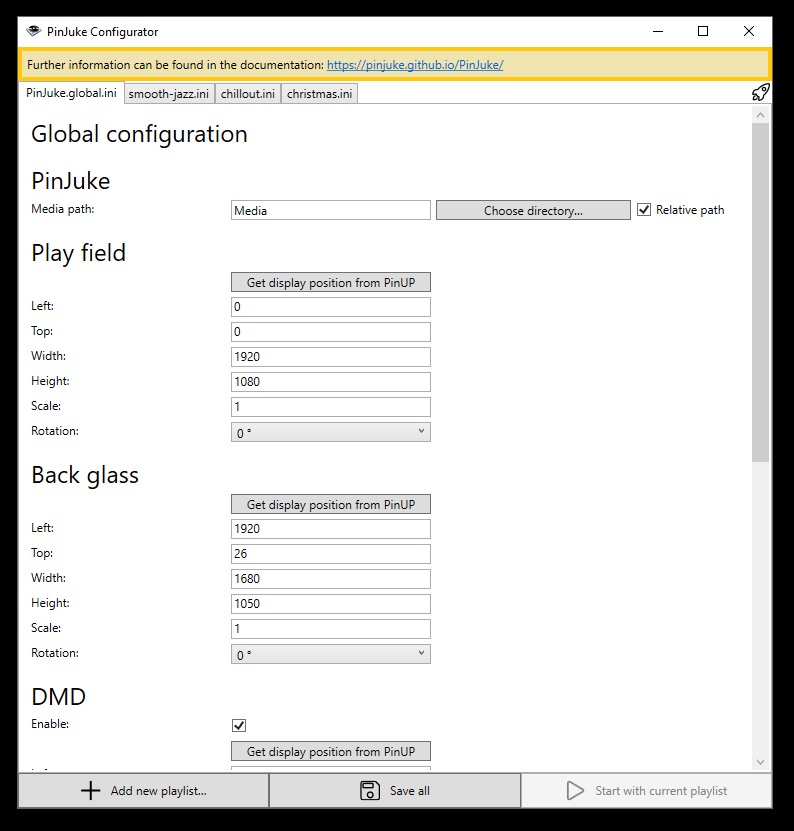 PinJuke Configurator
Further information can be found in the documentation: https://pinjuke.github.io/PinJuke/
PinJuke.global.ini smooth-jazz.ini chillout.ini christmas.ini
Global configuration
PinJuke
Media path: Media Choose directory... Relative path
Play field
Get display position from PinUP
Left: 0
Top: 0
Width: 1920
Height: 1080
Scale: 1
Rotation: 0 °
Back glass
Get display position from PinUP
Left: 1920
Top: 26
Width: 1680
Height: 1050
Scale: 1
Rotation: 0 °
DMD
Enable:
Get display position from PinUP
Add new playlist... Save all Start with current playlist